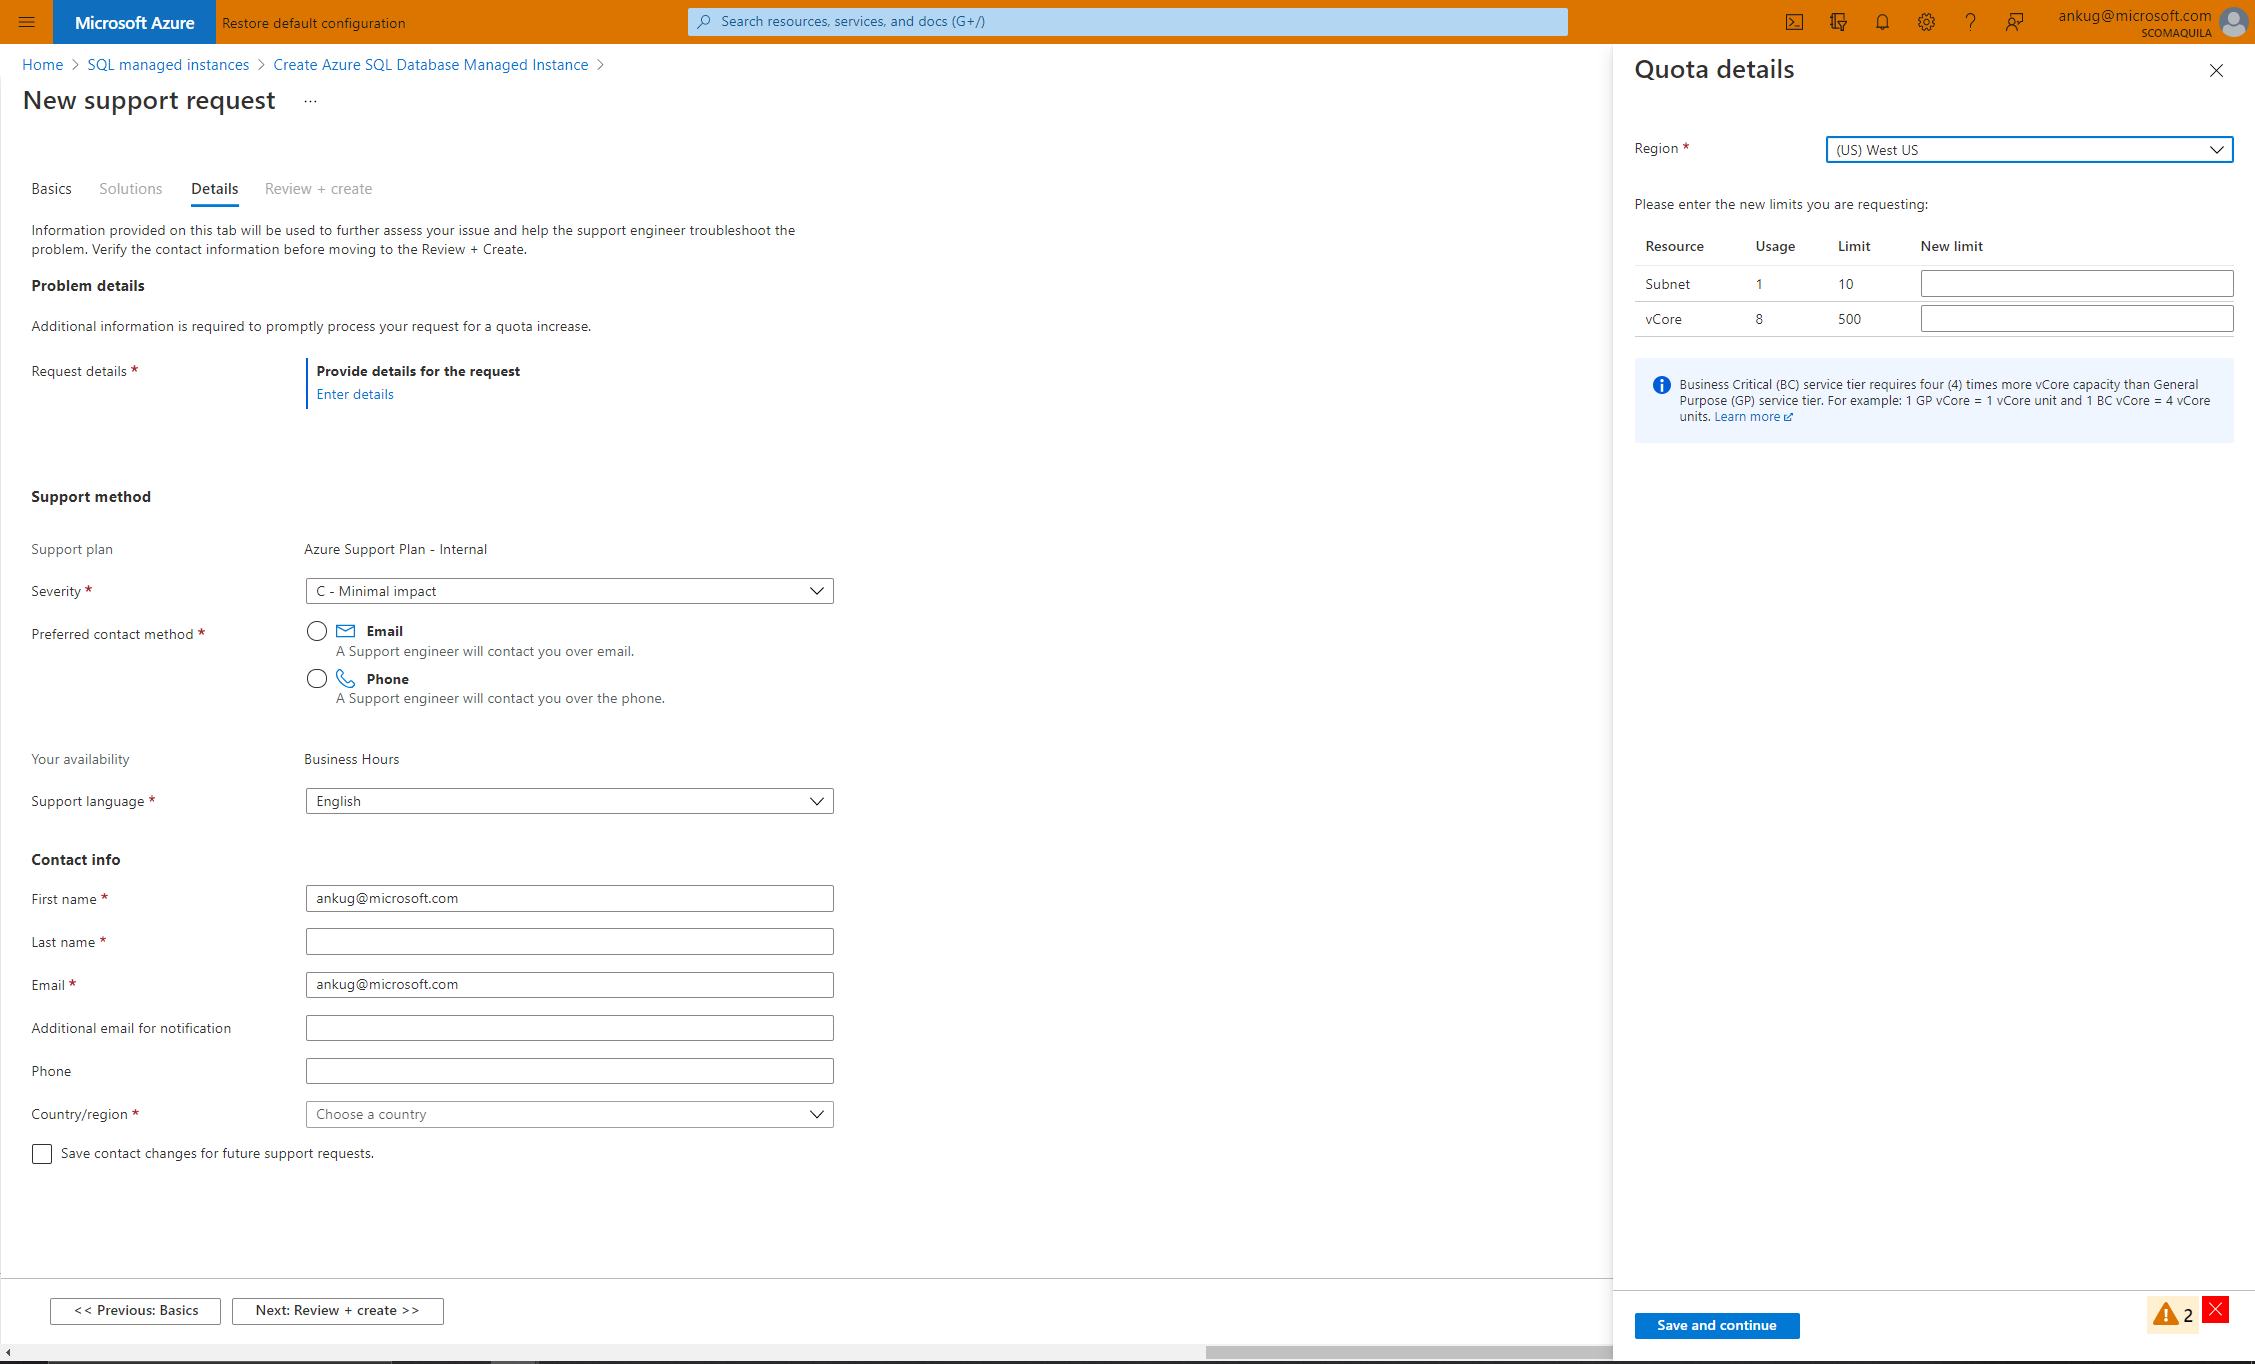 Microsoft Azure
Restore default configuration
Search resources, services, and docs (G+/)
ankug@microsoft.com
SCOMAQUILA
Home > SQL managed instances > Create Azure SQL Database Managed Instance >
New support request ...
Basics Solutions Details Review + create
Information provided on this tab will be used to further assess your issue and help the support engineer troubleshoot the
problem. Verify the contact information before moving to the Review + Create.
Problem details
Additional information is required to promptly process your request for a quota increase.
Request details *
Provide details for the request
Enter details
Support method
Support plan
Azure Support Plan - Internal
Severity *
C - Minimal impact
Preferred contact method *
Email
A Support engineer will contact you over email.
Phone
A Support engineer will contact you over the phone.
Your availability
Business Hours
Support language *
English
Contact info
First name *
ankug@microsoft.com
Last name *
Email *
ankug@microsoft.com
Additional email for notification
Phone
Country/region *
Choose a country
Save contact changes for future support requests.
<< Previous: Basics
Next: Review + create >>
Quota details
Region *
(US) West US
Please enter the new limits you are requesting:
Resource Usage Limit New limit
Subnet 1 10
vCore 8 500
Business Critical (BC) service tier requires four (4) times more vCore capacity than General
Purpose (GP) service tier. For example: 1 GP vCore = 1 vCore unit and 1 BC vCore = 4 vCore
units. Learn more
Save and continue
2